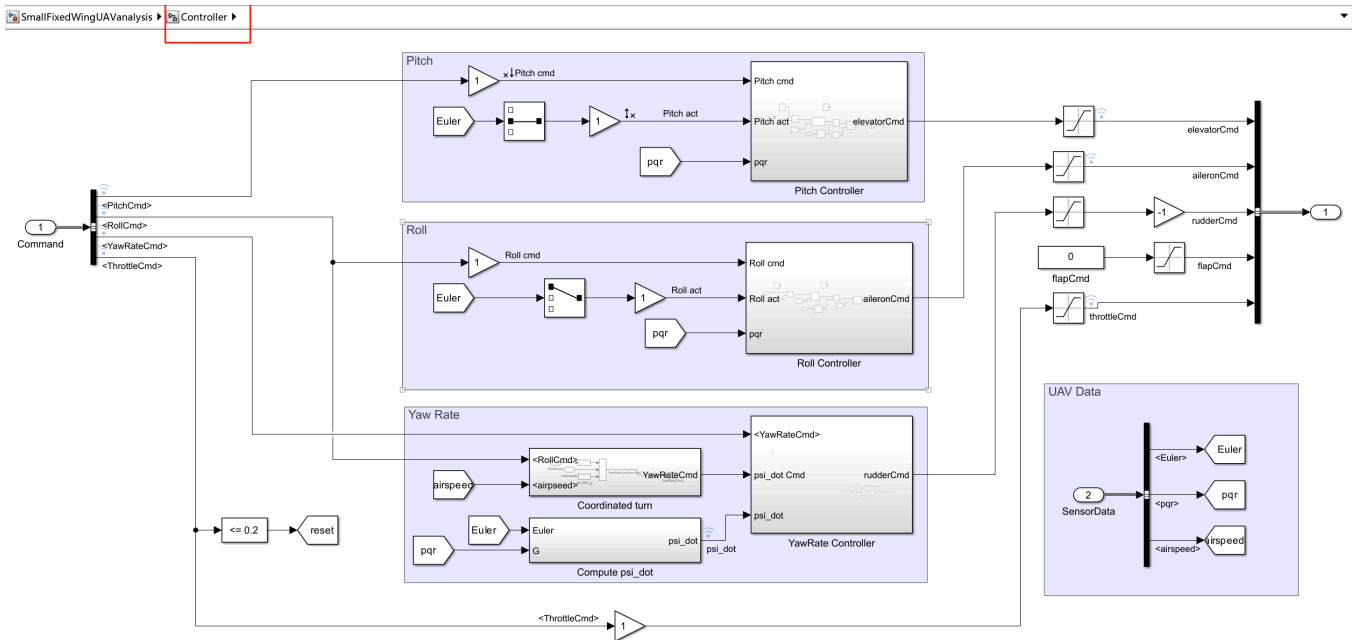 SmallFixedWingUAVanalysis ▶ Controller ▶
Pitch
1
Pitch cmd
Pitch cmd
Euler
1
Pitch act
Pitch act
elevatorCmd
pqr
pqr
Pitch Controller
elevatorCmd
aileronCmd
-1
rudderCmd
0
flapCmd
flapCmd
throttleCmd
1
1
Command
<PitchCmd>
<RollCmd>
<YawRateCmd>
<ThrottleCmd>
Roll
1
Roll cmd
Roll cmd
Euler
1
Roll act
Roll act
aileronCmd
pqr
pqr
Roll Controller
Yaw Rate
<YawRateCmd>
<RollCmd>
YawRateCmd
psi_dot Cmd
rudderCmd
airspeed
<airpseed>
Coordinated turn
Euler
Euler
psi_dot
psi_dot
psi_dot
pqr
G
YawRate Controller
Compute psi_dot
<= 0.2
reset
<ThrottleCmd>
1
UAV Data
2
SensorData
<Euler>
Euler
<pqr>
pqr
<airspeed>
airspeed